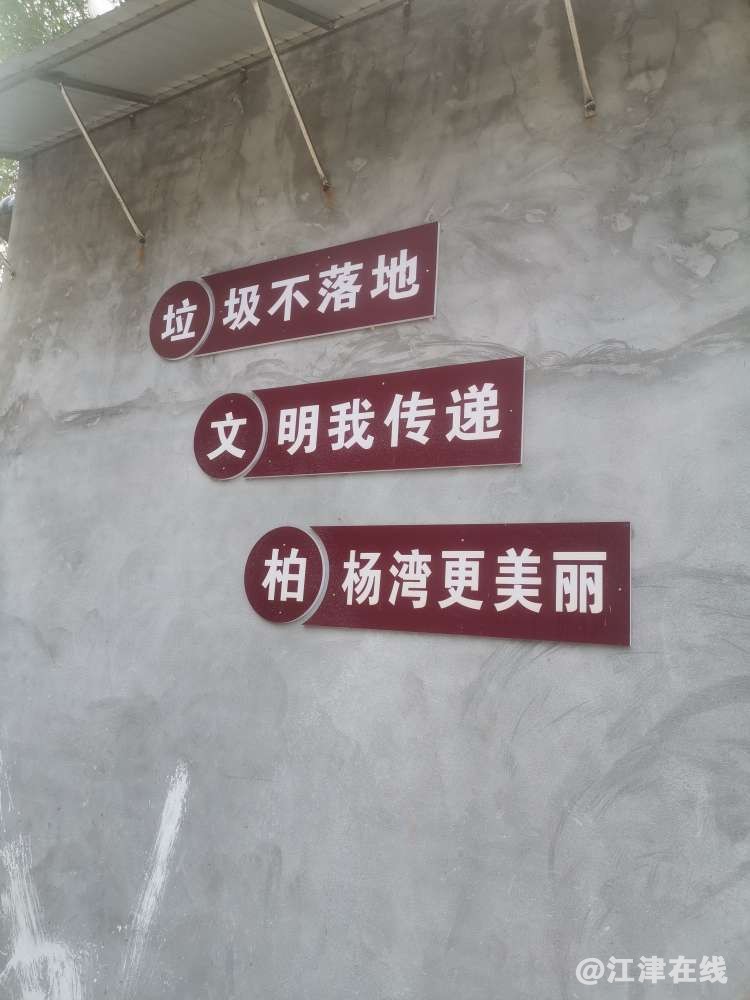 垃圾不落地
文明我传递
柏杨湾更美丽
@江津在线